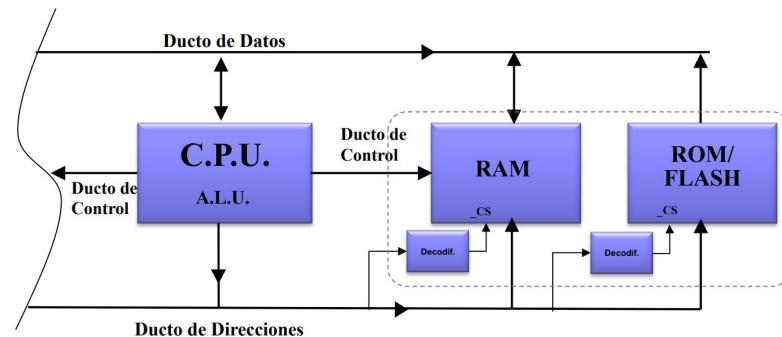 Ducto de Datos
C.P.U.
A.L.U.
Ducto de
Control
Ducto de
Control
RAM
_CS
ROM/
FLASH
_CS
Decodif.
Decodif.
Ducto de Direcciones